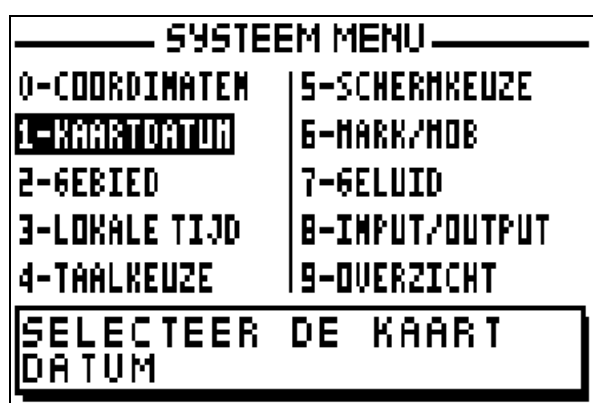 SYSTEEM MENU
0-COORDINATEN
1-KAARTDATUM
2-GEBIED
3-LOKALE TIJD
4-TAALKEUZE
5-SCHERMKEUZE
6-MARK/MOB
7-GELUID
8-INPUT/OUTPUT
9-OVERZICHT
SELECTEER DE KAART
DATUM